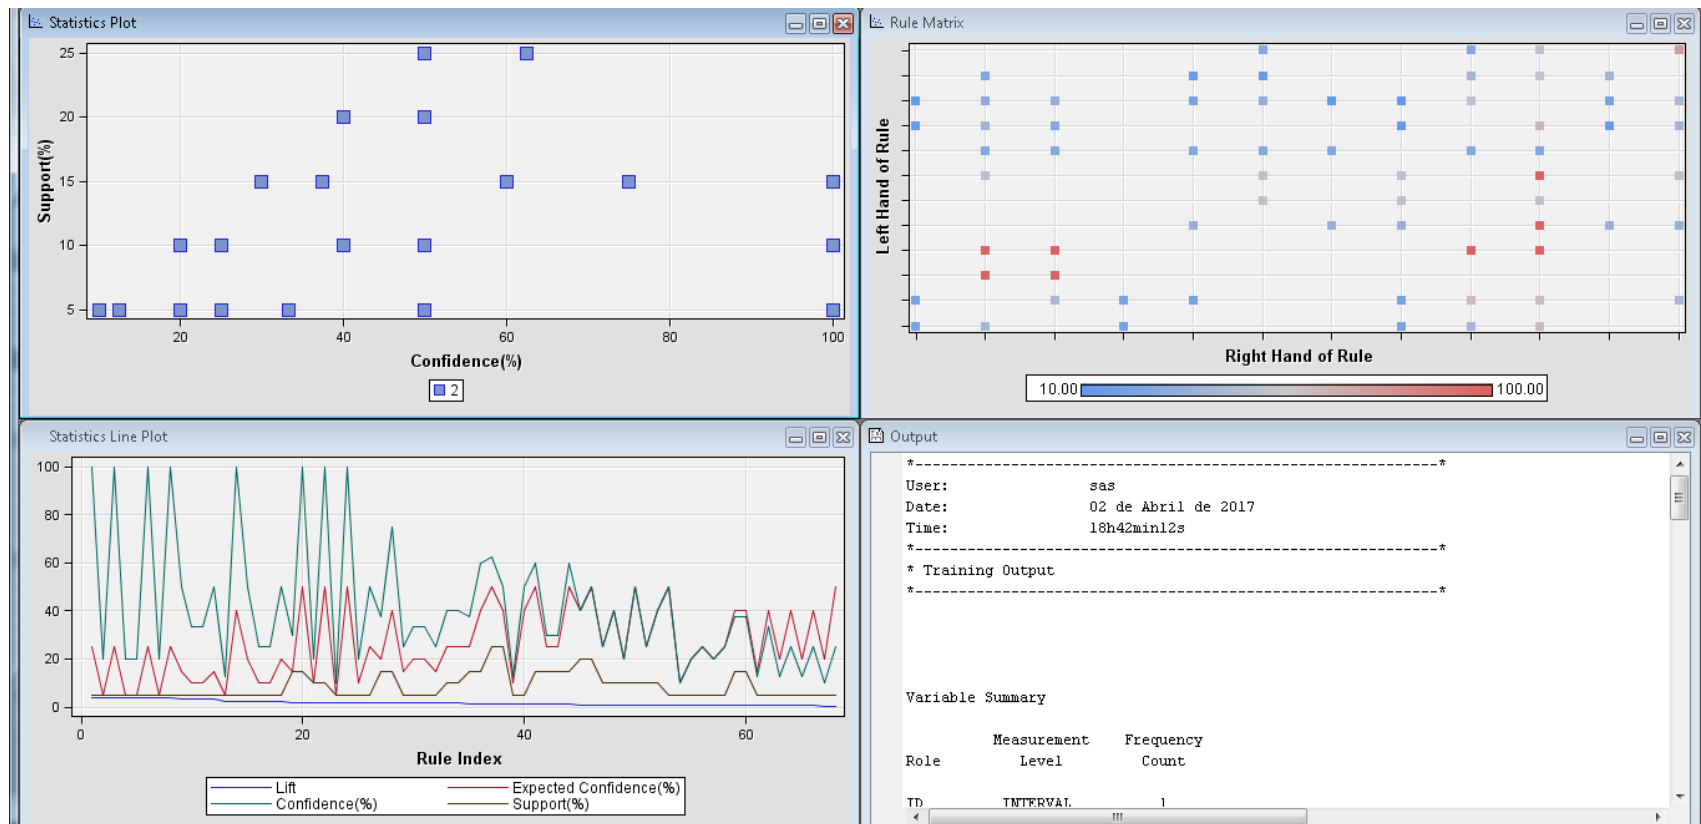 Statistics Plot
25
20
15
10
5
Support(%)
20 40 60 80 100
Confidence(%)
2
Rule Matrix
Left Hand of Rule
Right Hand of Rule
10.00 100.00
Statistics Line Plot
100
80
60
40
20
0
0 20 40 60
Rule Index
Lift Expected Confidence(%)
Confidence(%) Support(%)
Output
*------------------------------------------------------------*
User: sas
Date: 02 de Abril de 2017
Time: 18h42min12s
*------------------------------------------------------------*
* Training Output
*------------------------------------------------------------*
Variable Summary
Measurement Frequency
Role Level Count
ID INTERVAL 1